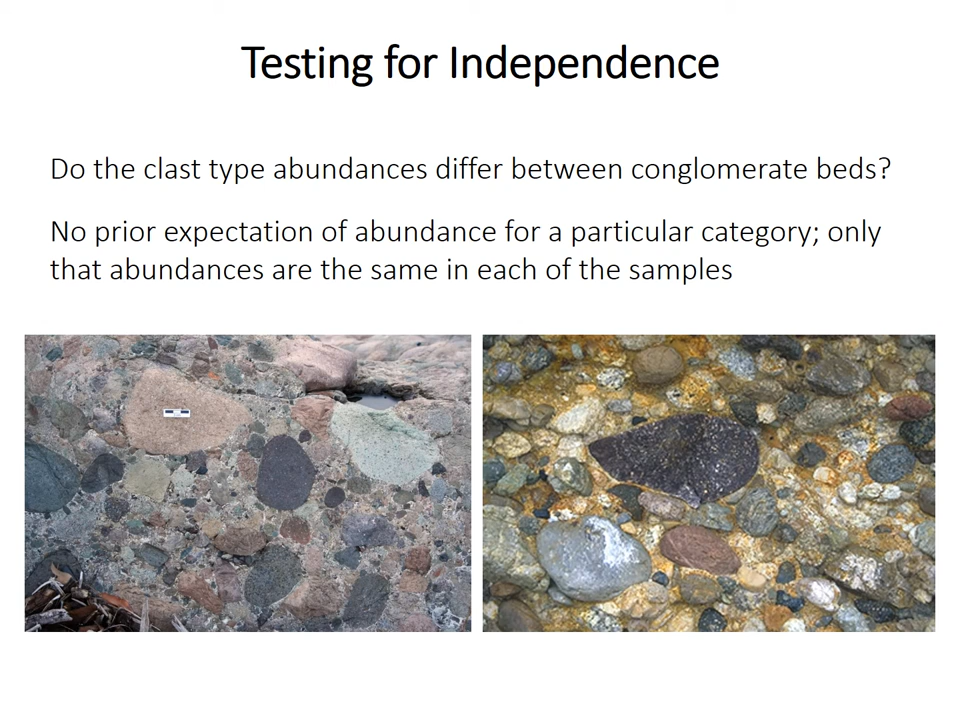 Testing for Independence
Do the clast type abundances differ between conglomerate beds?
No prior expectation of abundance for a particular category; only
that abundances are the same in each of the samples